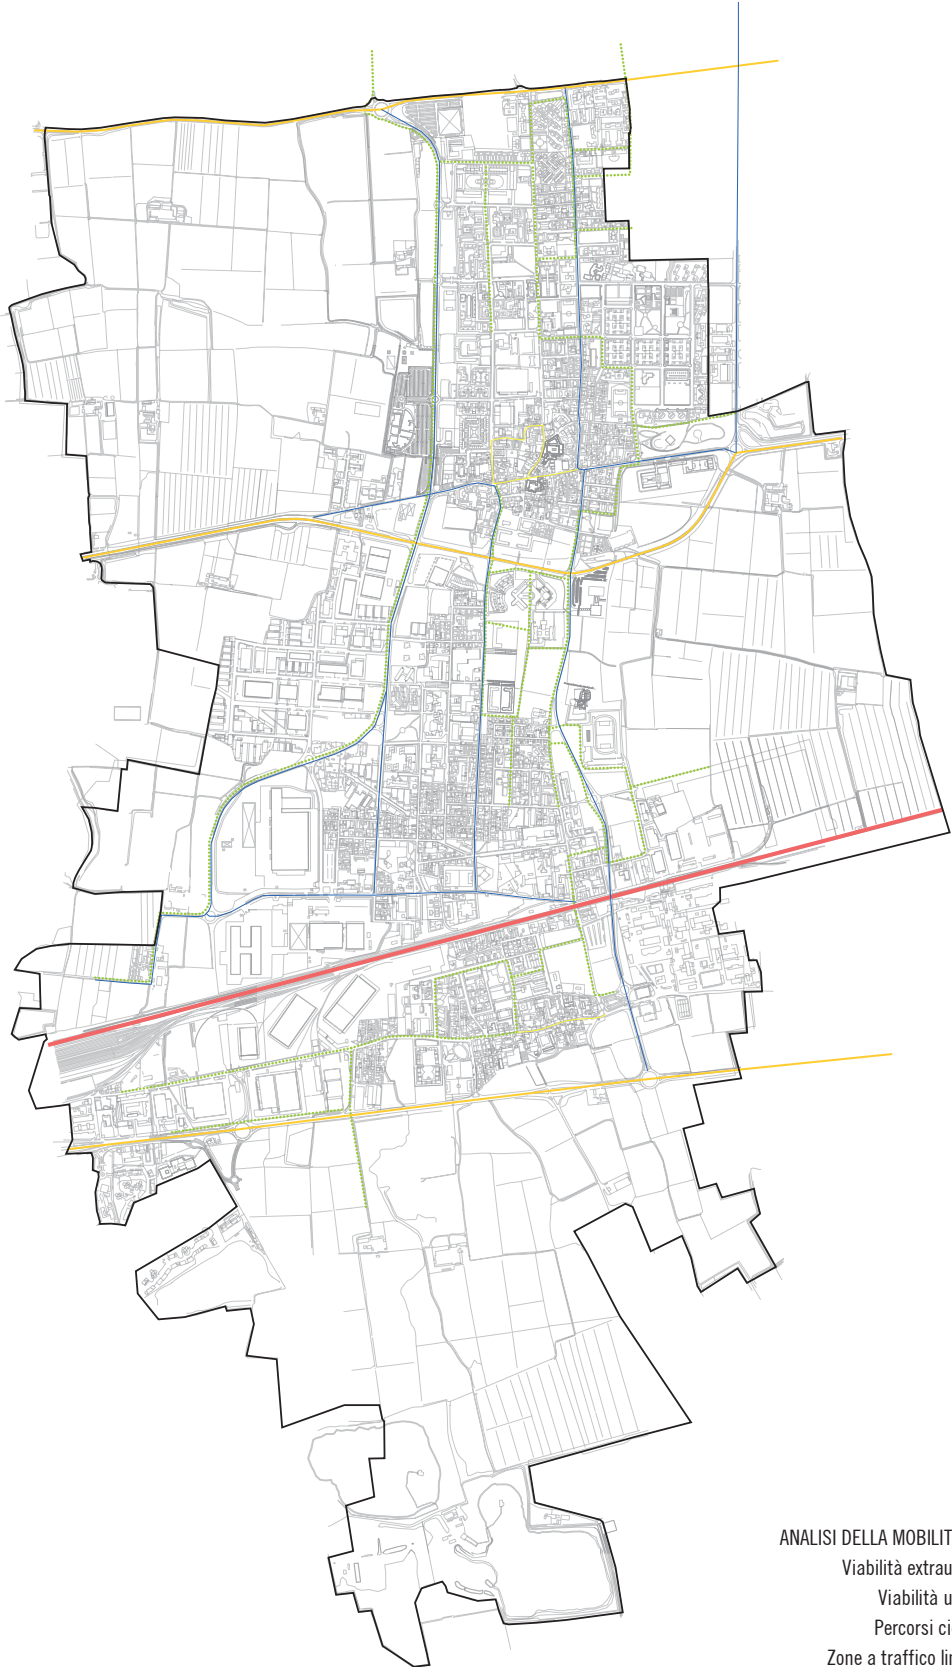 ANALISI DELLA MOBILIT
Viabilità extrau
Viabilità u
Percorsi ci
Zone a traffico li